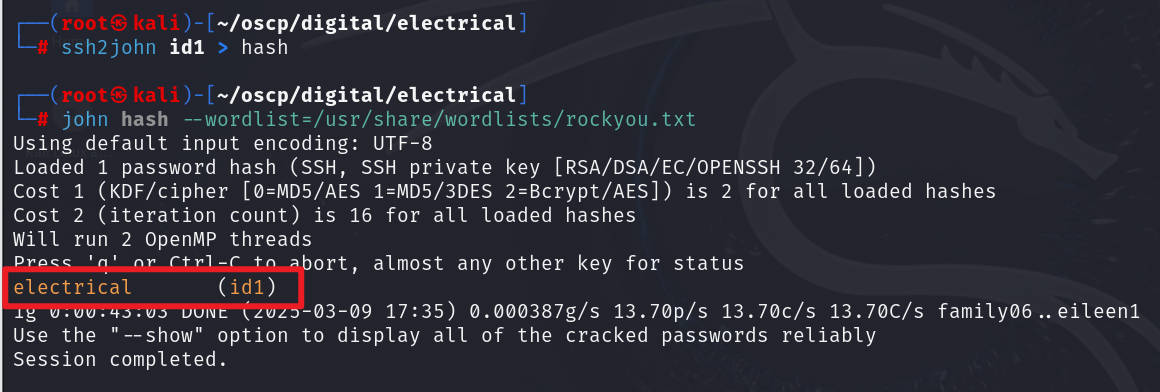 ┌──(root㉿kali)-[~/oscp/digital/electrical]
└─# ssh2john id1 > hash
┌──(root㉿kali)-[~/oscp/digital/electrical]
└─# john hash --wordlist=/usr/share/wordlists/rockyou.txt
Using default input encoding: UTF-8
Loaded 1 password hash (SSH, SSH private key [RSA/DSA/EC/OPENSSH 32/64])
Cost 1 (KDF/cipher [0=MD5/AES 1=MD5/3DES 2=Bcrypt/AES]) is 2 for all loaded hashes
Cost 2 (iteration count) is 16 for all loaded hashes
Will run 2 OpenMP threads
Press 'q' or Ctrl-C to abort, almost any other key for status
electrical       (id1)
1g 0:00:43:03 DONE (2025-03-09 17:35) 0.000387g/s 13.70p/s 13.70c/s 13.70C/s family06..eileen1
Use the "--show" option to display all of the cracked passwords reliably
Session completed.